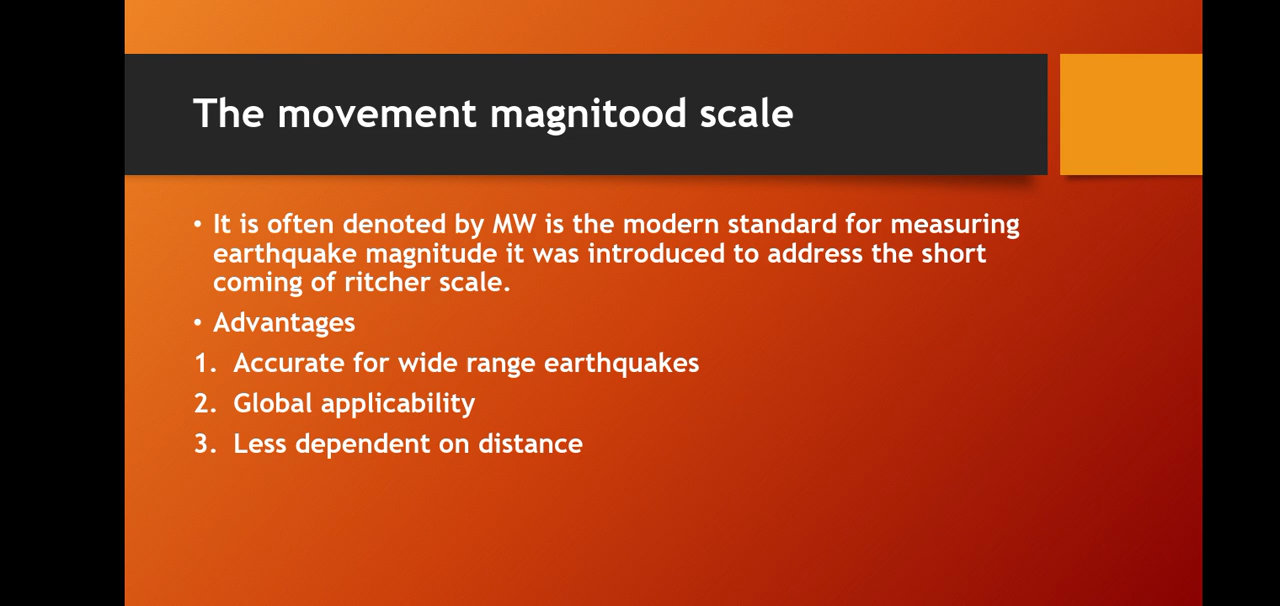 The movement magnitood scale
• It is often denoted by MW is the modern standard for measuring
earthquake magnitude it was introduced to address the short
coming of ritcher scale.
• Advantages
1. Accurate for wide range earthquakes
2. Global applicability
3. Less dependent on distance